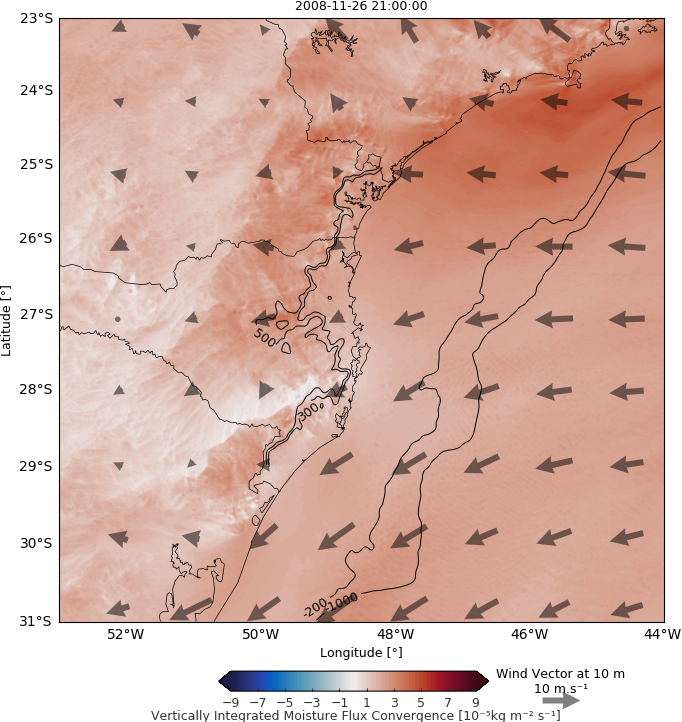 2008-11-26 21:00:00
23°S
24°S
25°S
26°S
27°S
28°S
29°S
30°S
31°S
Latitude [°]
500
300
-200
-1000
52°W 50°W 48°W 46°W 44°W
Longitude [°]
−9 −7 −5 −3 −1 1 3 5 7 9
Wind Vector at 10 m
10 m.s⁻¹
Vertically Integrated Moisture Flux Convergence [10⁻⁵kg m⁻² s⁻¹]